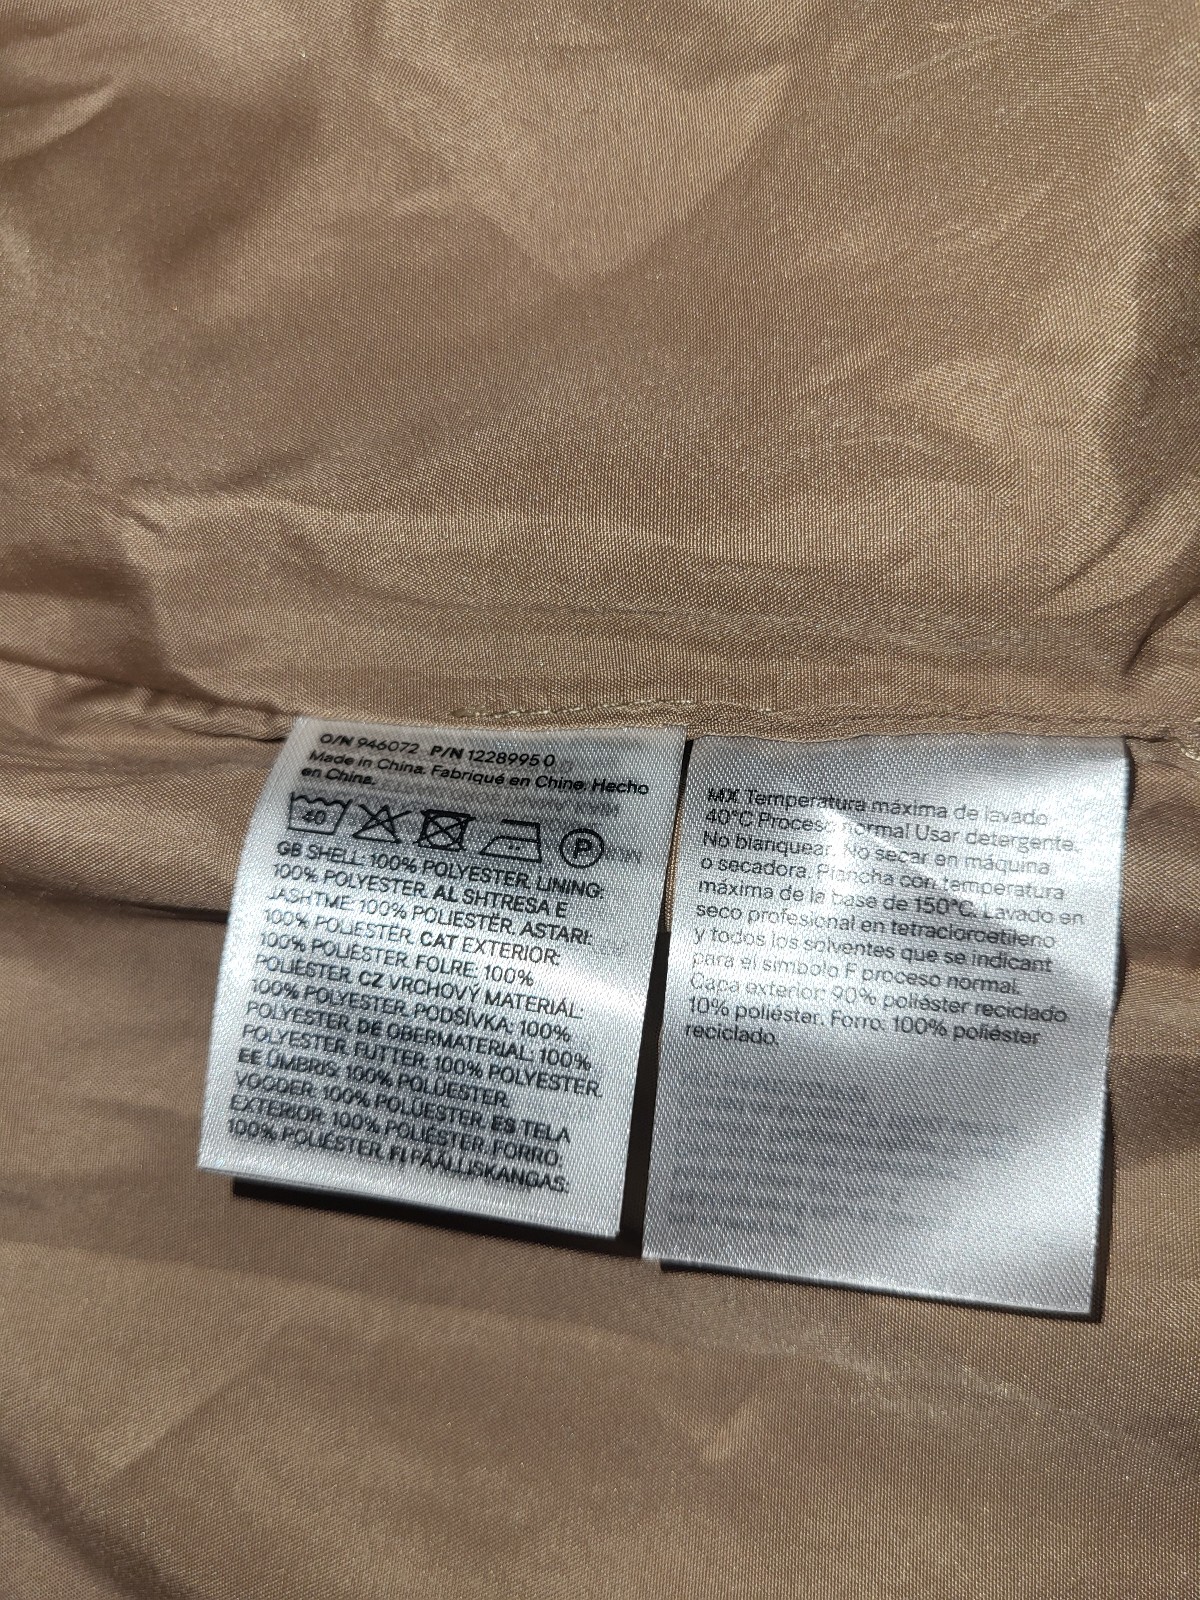 O/N 946072 P/N 1228995 0
Made in China. Fabriqué en Chine. Hecho
en China.
40
P
GB SHELL: 100% POLYESTER. LINING:
100% POLYESTER. AL SHTRESA E
JASHTME: 100% POLIESTËR. ASTARI:
100% POLIESTËR. CAT EXTERIOR:
100% POLIÈSTER. FOLRE: 100%
POLIÈSTER. CZ VRCHOVÝ MATERIÁL:
100% POLYESTER. PODŠÍVKA: 100%
POLYESTER. DE OBERMATERIAL: 100%
POLYESTER. FUTTER: 100% POLYESTER.
EE ÜMBRIS: 100% POLÜESTER.
VOODER: 100% POLÜESTER. ES TELA
EXTERIOR: 100% POLIÉSTER. FORRO:
100% POLIÉSTER. FI PÄÄLLISKANGAS:
MX Temperatura máxima de lavado
40°C Proceso normal Usar detergente.
No blanquear. No secar en máquina
o secadora. Plancha con temperatura
máxima de la base de 150°C. Lavado en
seco profesional en tetracloroetileno
y todos los solventes que se indicant
para el símbolo F proceso normal.
Capa exterior: 90% poliéster reciclado
10% poliéster. Forro: 100% poliéster
reciclado.